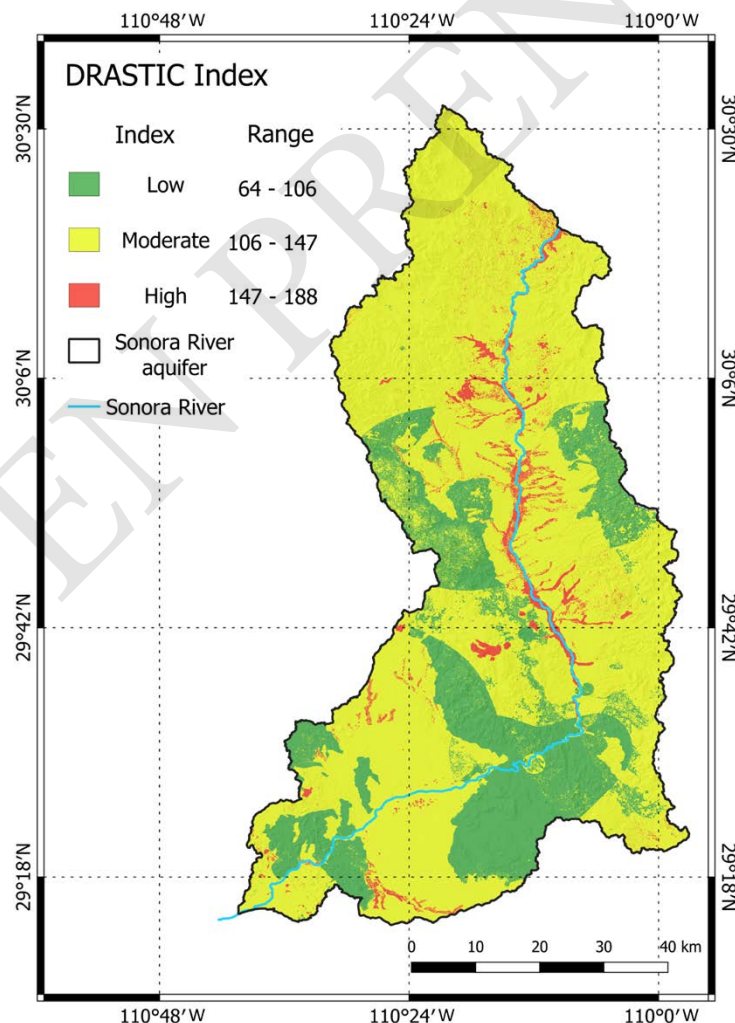 110°48′W 110°24′W 110°0′W
DRASTIC Index
Index Range
Low 64 - 106
Moderate 106 - 147
High 147 - 188
Sonora River
aquifer
Sonora River
30°30′N 30°30′N
30°6′N 30°6′N
29°42′N 29°42′N
29°18′N 29°18′N
EN PREN
0 10 20 30 40 km
110°48′W 110°24′W 110°0′W